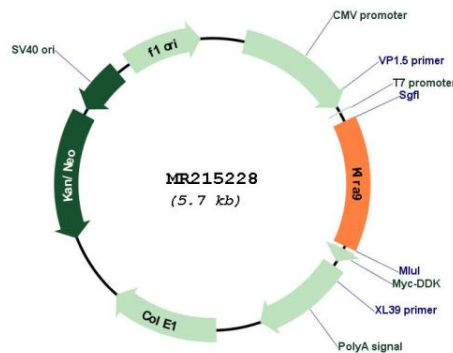 CMV promoter
SV40 ori
f1 ori
VP1.5 primer
T7 promoter
SgfI
Kan/Neo
MR215228
(5.7 kb)
Klra9
MluI
Myc-DDK
XL39 primer
Col E1
PolyA signal